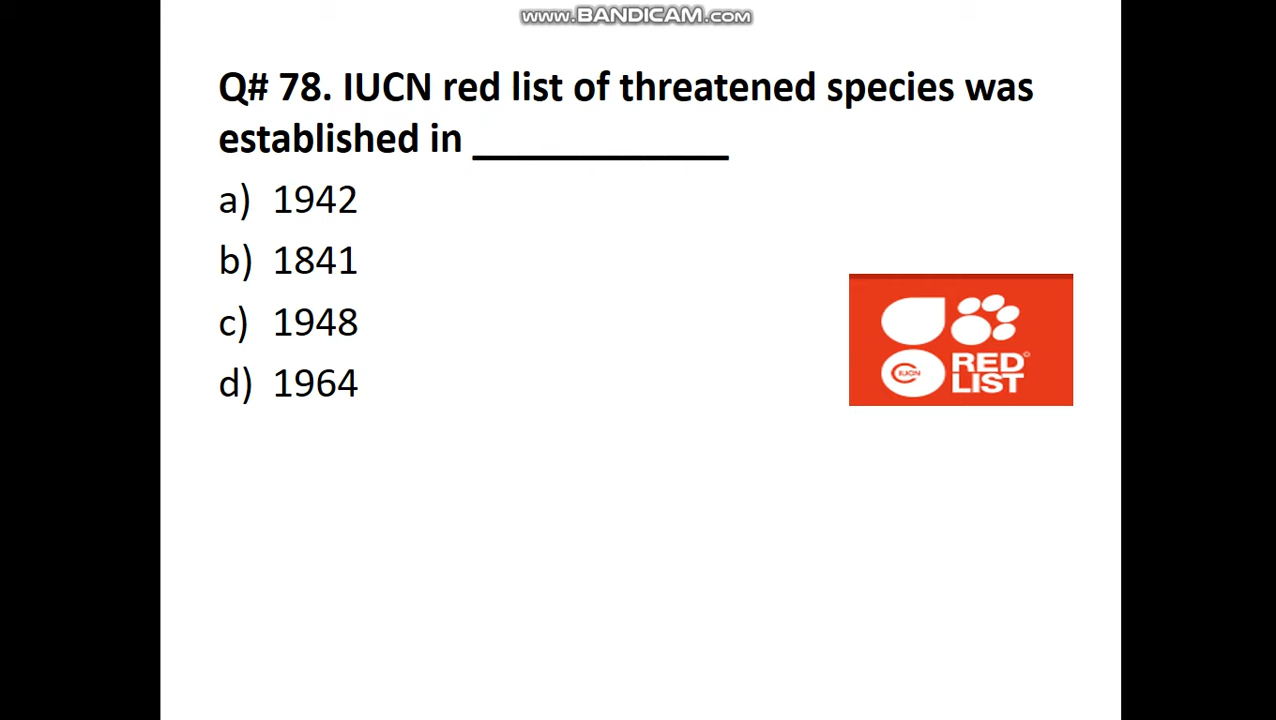 www.BANDICAM.com
Q# 78. IUCN red list of threatened species was
established in ____________
a) 1942
b) 1841
c) 1948
d) 1964
IUCN
RED
LIST